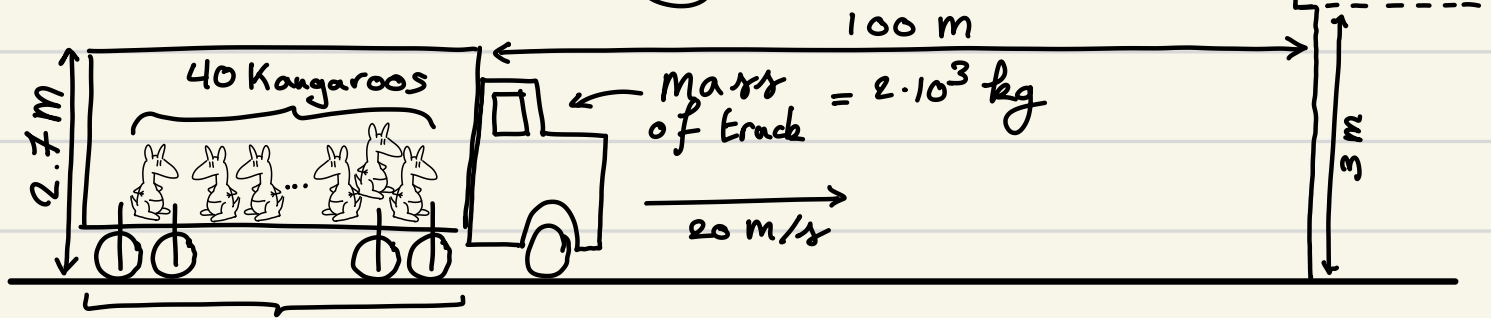 100 m
2.7 m
40 Kangaroos
...
Mass = 2·10³ kg
of truck
3 m
20 m/s